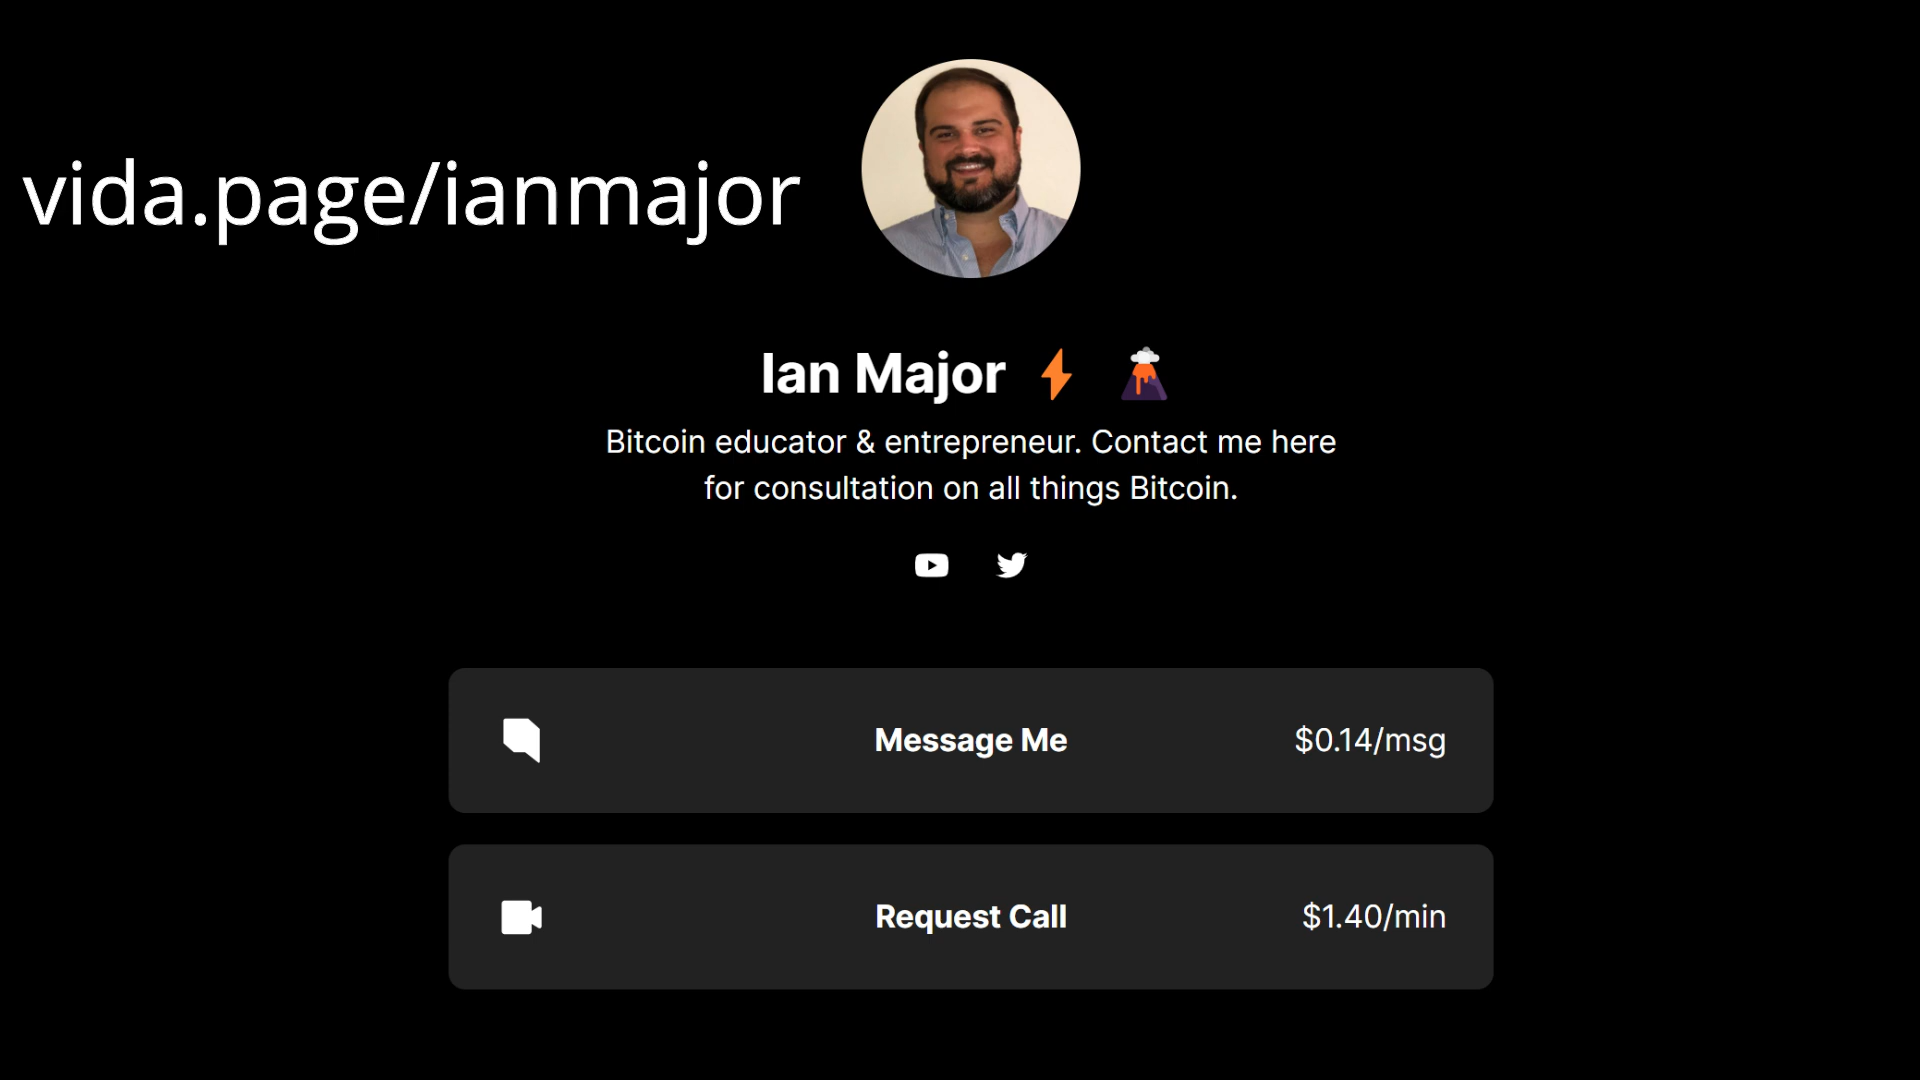 vida.page/ianmajor
Ian Major
Bitcoin educator & entrepreneur. Contact me here
for consultation on all things Bitcoin.
Message Me $0.14/msg
Request Call $1.40/min